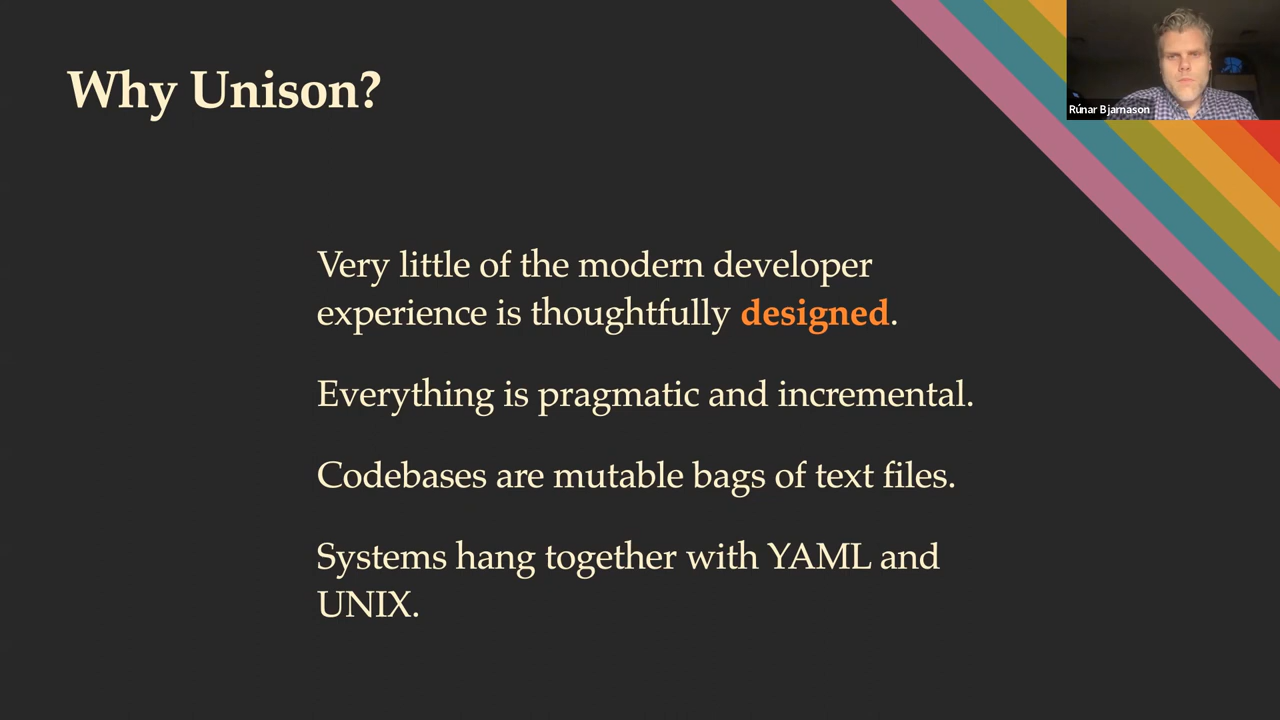 Why Unison?
Rúnar Bjarnason
Very little of the modern developer
experience is thoughtfully designed.
Everything is pragmatic and incremental.
Codebases are mutable bags of text files.
Systems hang together with YAML and
UNIX.